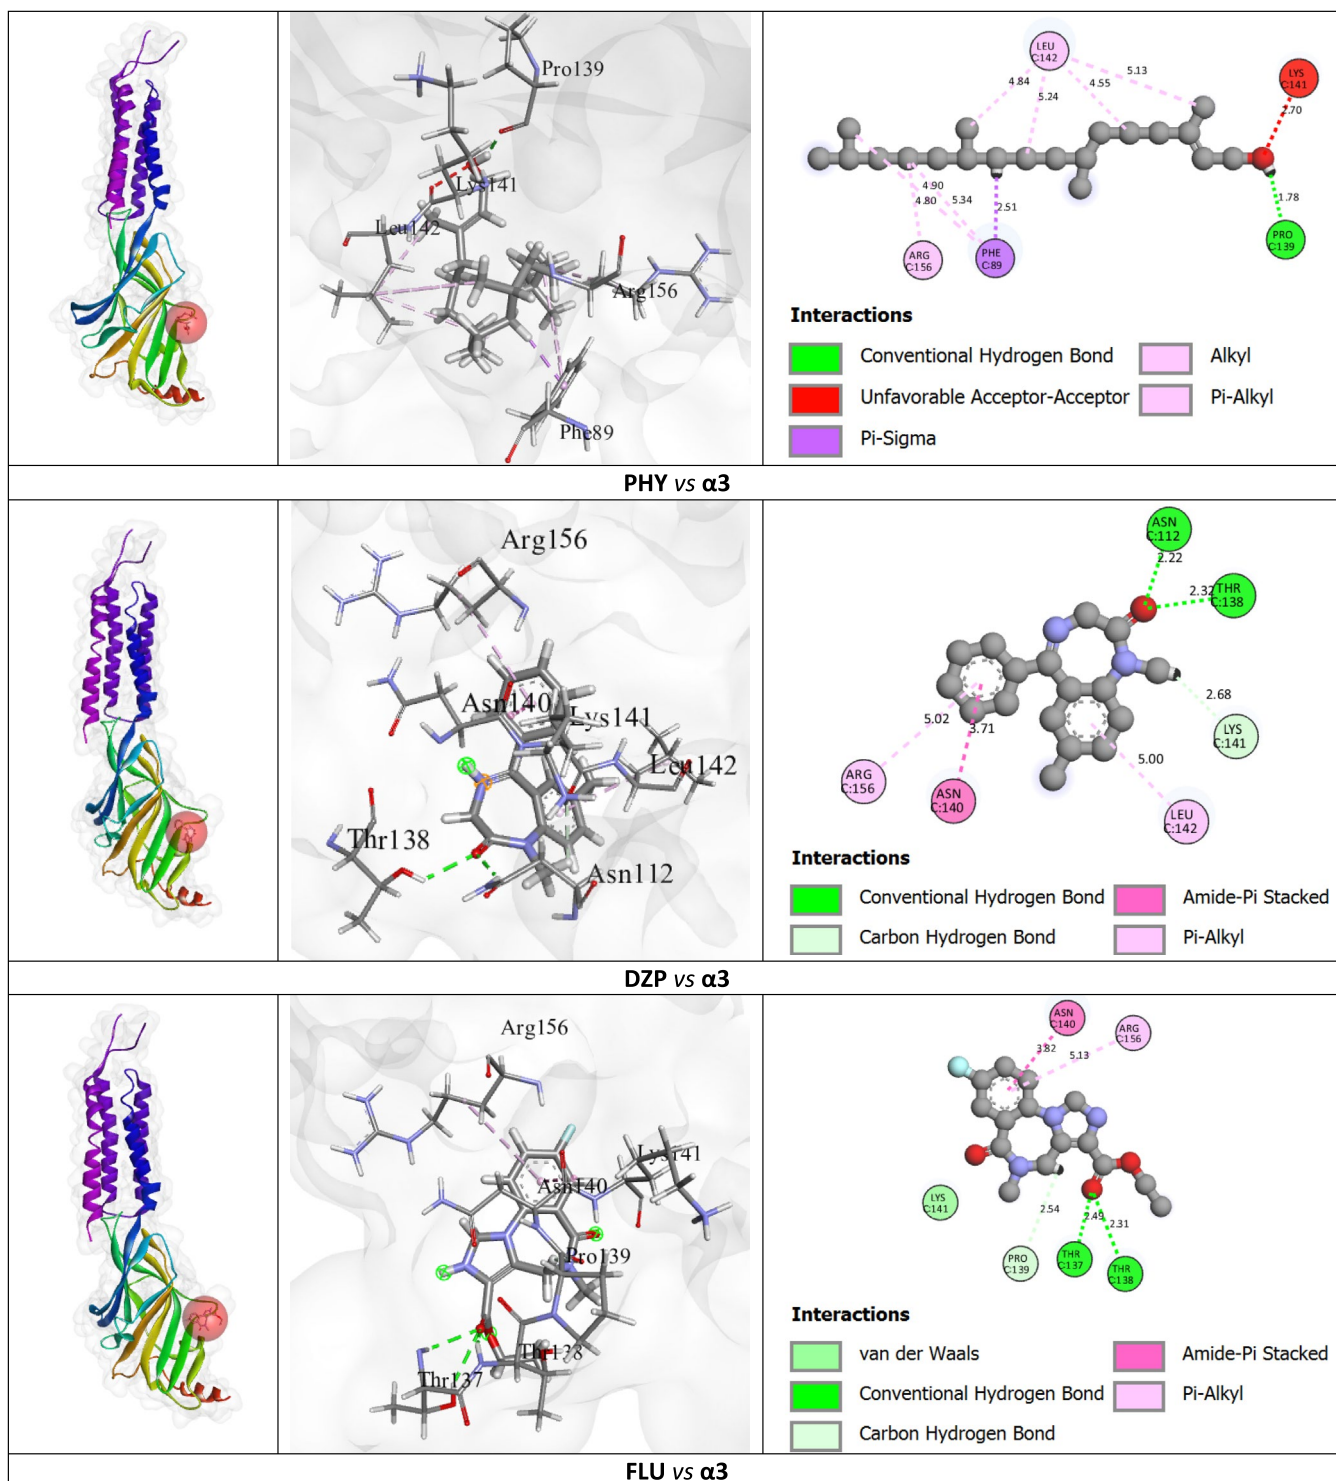 Pro139
Lys141
Leu142
Arg156
Phe89
LEU
C:142
5.13
4.84
4.55
5.24
LYS
C:141
2.70
4.90
4.80
5.34
2.51
1.78
PRO
C:139
ARG
C:156
PHE
C:89
Interactions
Conventional Hydrogen Bond
Alkyl
Unfavorable Acceptor-Acceptor
Pi-Alkyl
Pi-Sigma
PHY vs α3
Arg156
Asn140
Lys141
Leu142
Thr138
Asn112
ASN
C:112
2.22
2.32
THR
C:138
2.68
LYS
C:141
5.02
3.71
5.00
ARG
C:156
ASN
C:140
LEU
C:142
Interactions
Conventional Hydrogen Bond
Amide-Pi Stacked
Carbon Hydrogen Bond
Pi-Alkyl
DZP vs α3
Arg156
Lys141
Asn140
Pro139
Thr138
Thr137
ASN
C:140
ARG
C:156
3.82
5.13
LYS
C:141
2.54
2.49
2.31
PRO
C:139
THR
C:137
THR
C:138
Interactions
van der Waals
Amide-Pi Stacked
Conventional Hydrogen Bond
Pi-Alkyl
Carbon Hydrogen Bond
FLU vs α3